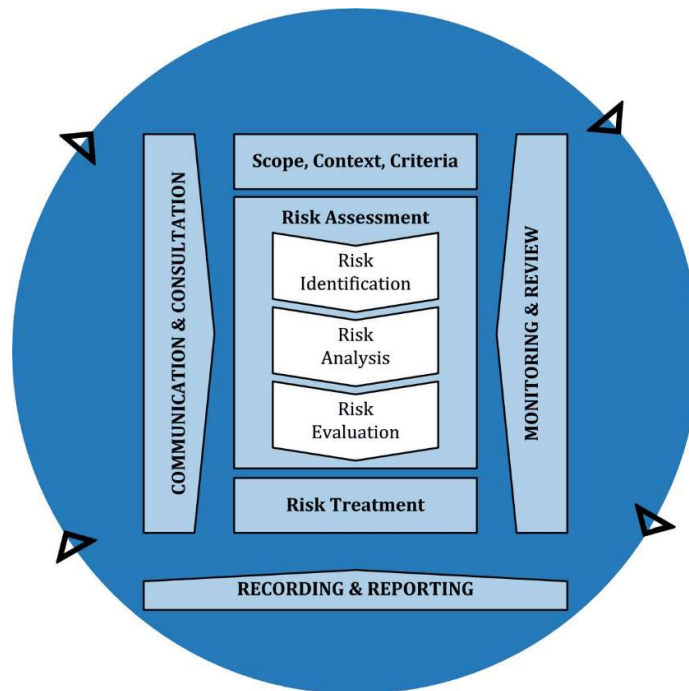 Scope, Context, Criteria
COMMUNICATION & CONSULTATION
Risk Assessment
Risk
Identification
Risk
Analysis
Risk
Evaluation
MONITORING & REVIEW
Risk Treatment
RECORDING & REPORTING